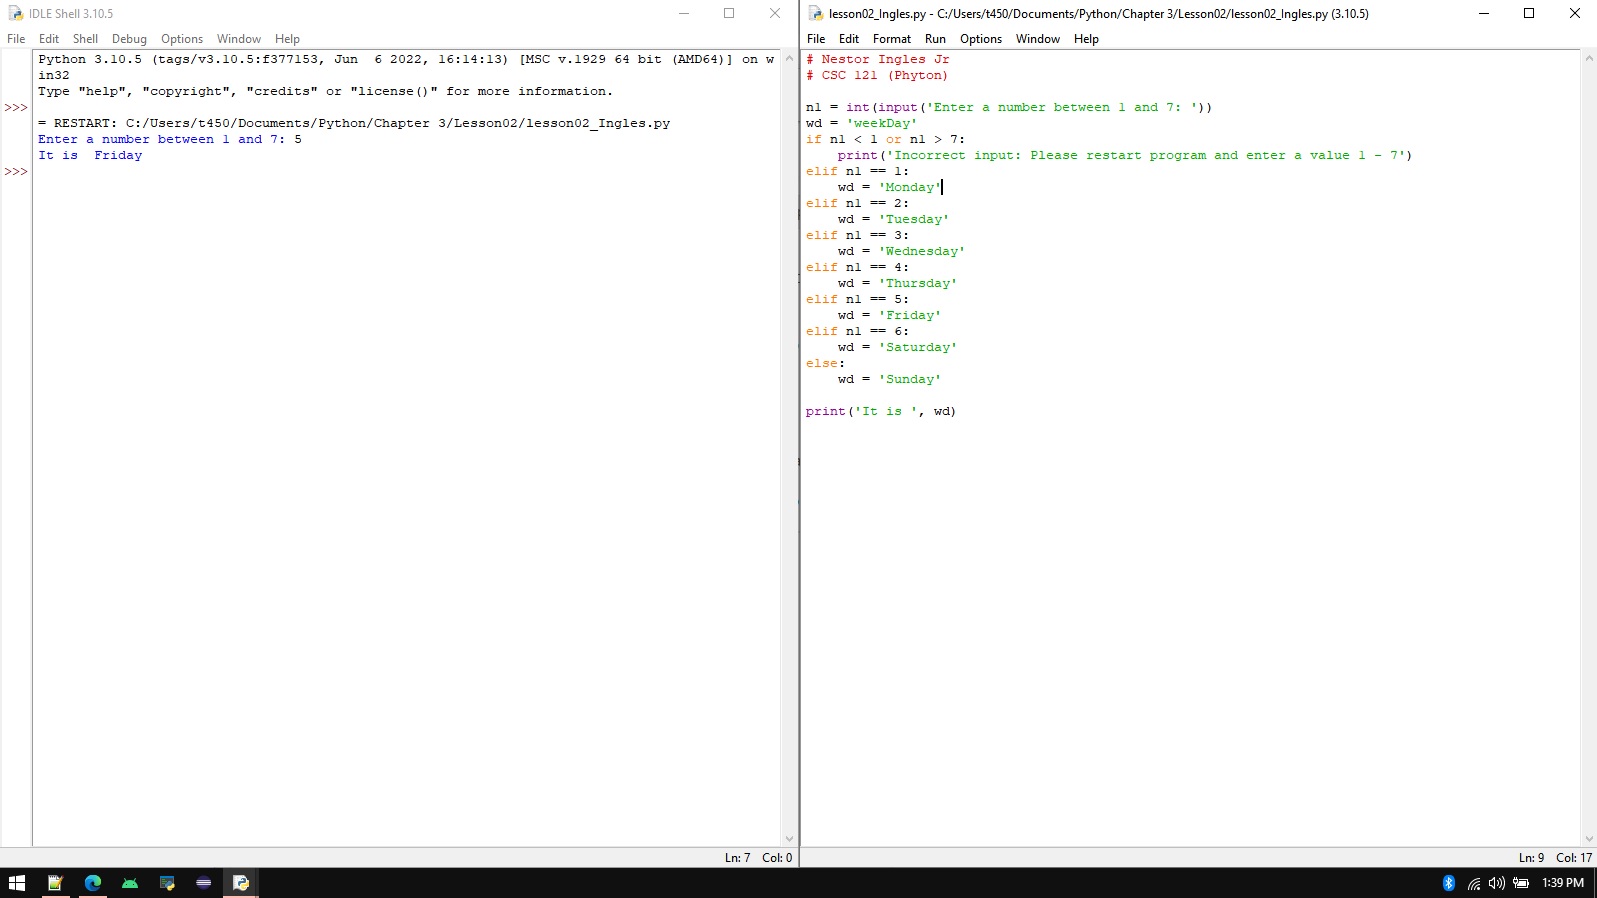 IDLE Shell 3.10.5
File Edit Shell Debug Options Window Help
Python 3.10.5 (tags/v3.10.5:f377153, Jun  6 2022, 16:14:13) [MSC v.1929 64 bit (AMD64)] on w
in32
Type "help", "copyright", "credits" or "license()" for more information.
>>>
= RESTART: C:/Users/t450/Documents/Python/Chapter 3/Lesson02/lesson02_Ingles.py
Enter a number between 1 and 7: 5
It is  Friday
>>>
Ln: 7 Col: 0
lesson02_Ingles.py - C:/Users/t450/Documents/Python/Chapter 3/Lesson02/lesson02_Ingles.py (3.10.5)
File Edit Format Run Options Window Help
# Nestor Ingles Jr
# CSC 121 (Phyton)
n1 = int(input('Enter a number between 1 and 7: '))
wd = 'weekDay'
if n1 < 1 or n1 > 7:
    print('Incorrect input: Please restart program and enter a value 1 - 7')
elif n1 == 1:
    wd = 'Monday'
elif n1 == 2:
    wd = 'Tuesday'
elif n1 == 3:
    wd = 'Wednesday'
elif n1 == 4:
    wd = 'Thursday'
elif n1 == 5:
    wd = 'Friday'
elif n1 == 6:
    wd = 'Saturday'
else:
    wd = 'Sunday'
print('It is ', wd)
Ln: 9 Col: 17
1:39 PM